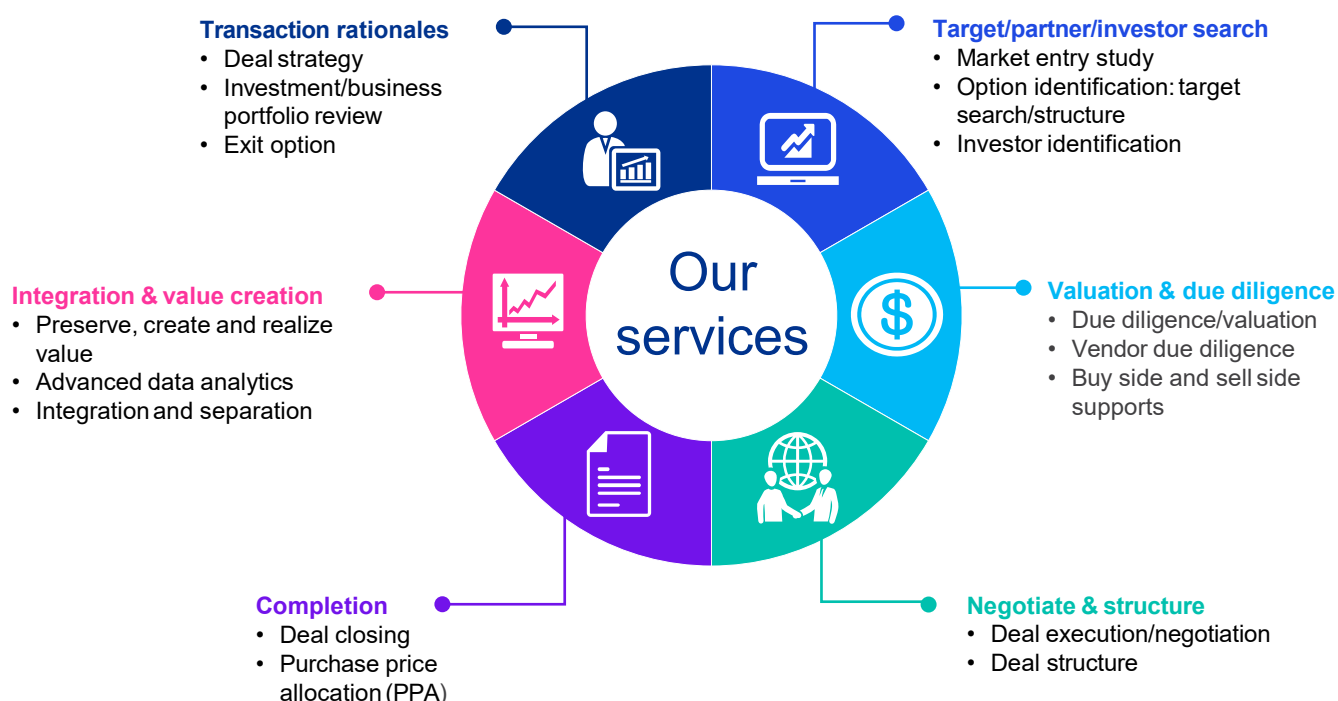 Transaction rationales
• Deal strategy
• Investment/business
portfolio review
• Exit option
Target/partner/investor search
• Market entry study
• Option identification: target
search/structure
• Investor identification
Our
services
Integration & value creation
• Preserve, create and realize
value
• Advanced data analytics
• Integration and separation
Valuation & due diligence
• Due diligence/valuation
• Vendor due diligence
• Buy side and sell side
supports
$
Completion
• Deal closing
• Purchase price
allocation (PPA)
Negotiate & structure
• Deal execution/negotiation
• Deal structure